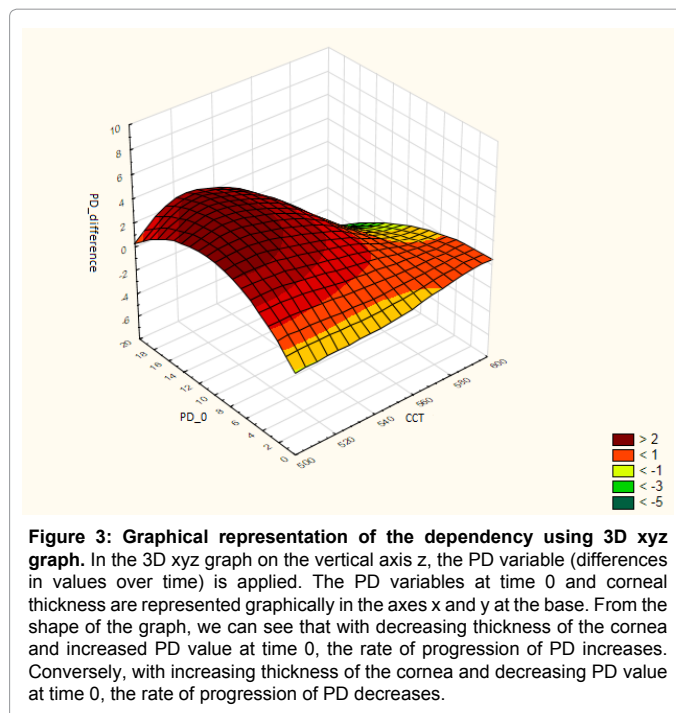 10
8
6
4
2
0
-2
-4
-6
PD_difference
20
18
16
14
12
10
8
6
4
2
0
PD_0
500
520
540
560
580
600
CCT
> 2
< 1
< -1
< -3
< -5
Figure 3: Graphical representation of the dependency using 3D xyz
graph. In the 3D xyz graph on the vertical axis z, the PD variable (differences
in values over time) is applied. The PD variables at time 0 and corneal
thickness are represented graphically in the axes x and y at the base. From the
shape of the graph, we can see that with decreasing thickness of the cornea
and increased PD value at time 0, the rate of progression of PD increases.
Conversely, with increasing thickness of the cornea and decreasing PD value
at time 0, the rate of progression of PD decreases.